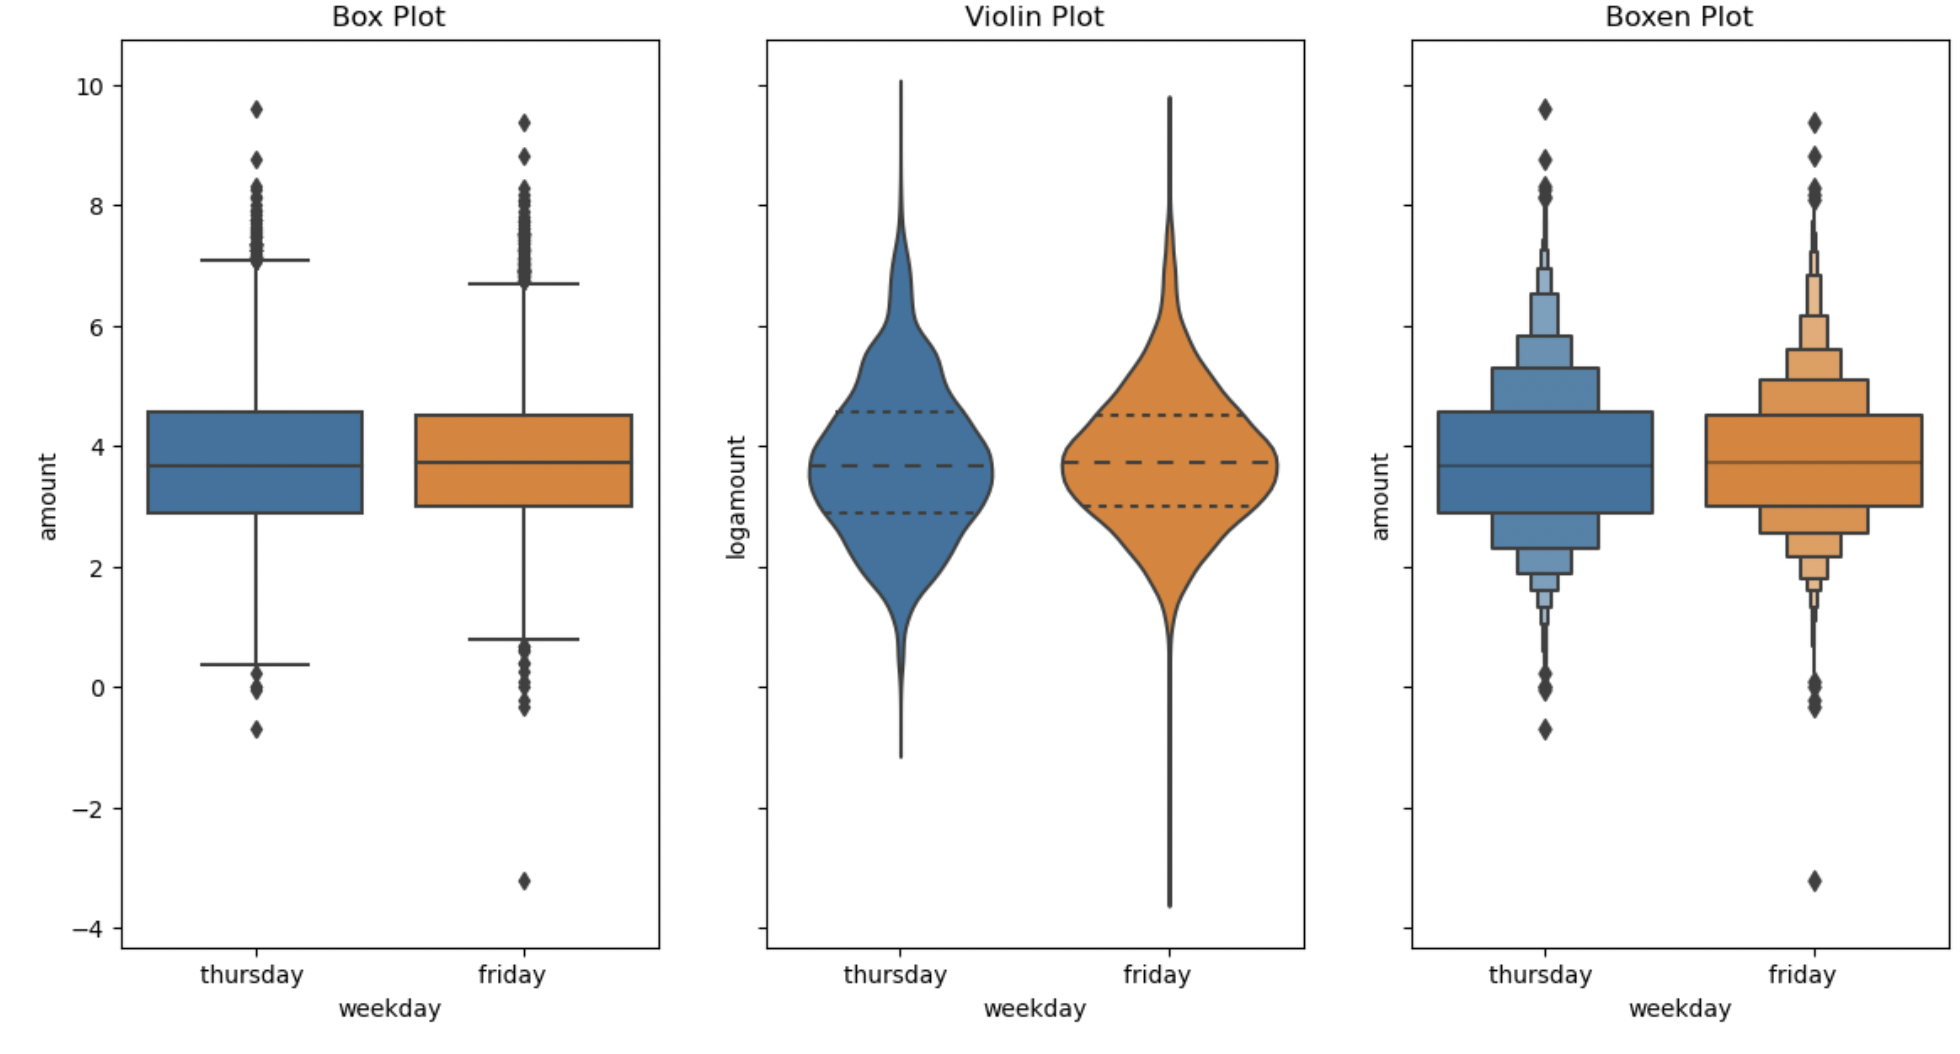 Box Plot
Violin Plot
Boxen Plot
10
8
6
4
2
0
−2
−4
amount
logamount
amount
thursday
friday
thursday
friday
thursday
friday
weekday
weekday
weekday